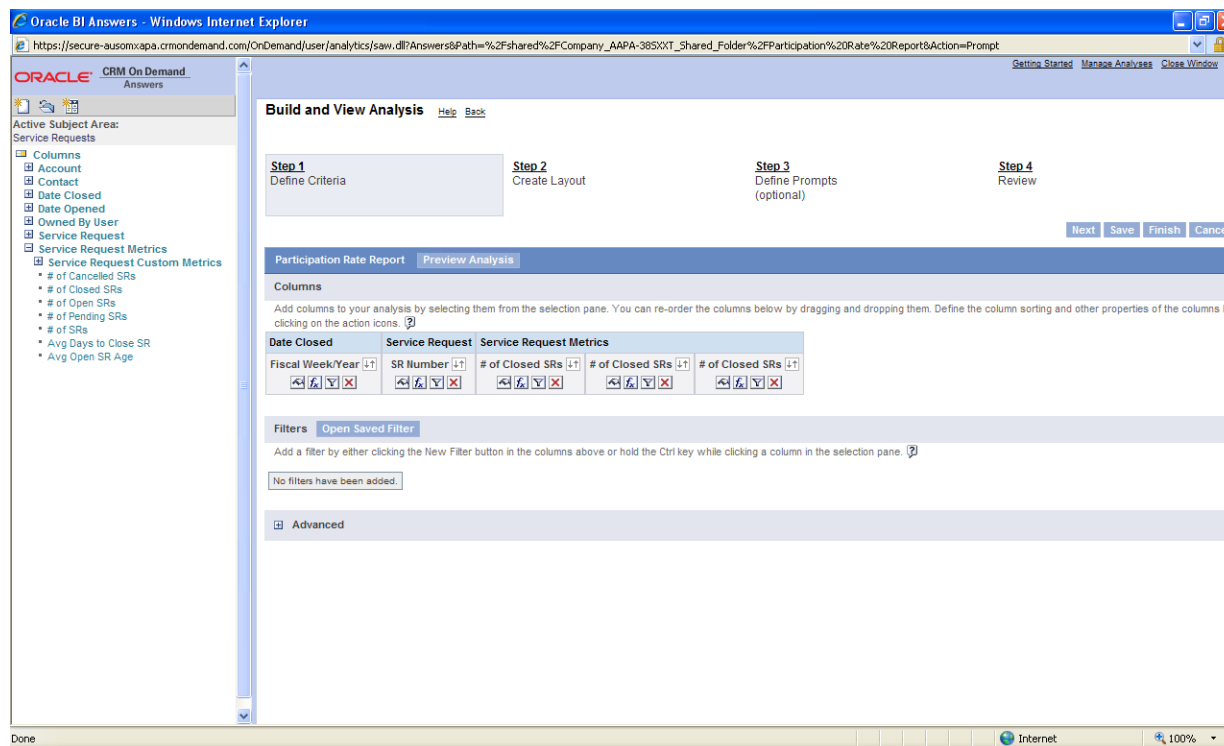 Oracle BI Answers - Windows Internet Explorer
https://secure-ausomxapa.crmondemand.com/OnDemand/user/analytics/saw.dll?Answers&Path=%2Fshared%2FCompany_AAPA-38SXXT_Shared_Folder%2FParticipation%20Rate%20Report&Action=Prompt
ORACLE CRM On Demand
Answers
Getting Started Manage Analyses Close Window
Active Subject Area:
Service Requests
Columns
Account
Contact
Date Closed
Date Opened
Owned By User
Service Request
Service Request Metrics
Service Request Custom Metrics
# of Cancelled SRs
# of Closed SRs
# of Open SRs
# of Pending SRs
# of SRs
Avg Days to Close SR
Avg Open SR Age
Build and View Analysis Help Back
Step 1 Step 2 Step 3 Step 4
Define Criteria Create Layout Define Prompts Review
(optional)
Next Save Finish Cance
Participation Rate Report Preview Analysis
Columns
Add columns to your analysis by selecting them from the selection pane. You can re-order the columns below by dragging and dropping them. Define the column sorting and other properties of the columns
clicking on the action icons. ?
Date Closed Service Request Service Request Metrics
Fiscal Week/Year SR Number # of Closed SRs # of Closed SRs # of Closed SRs
Filters Open Saved Filter
Add a filter by either clicking the New Filter button in the columns above or hold the Ctrl key while clicking a column in the selection pane. ?
No filters have been added.
Advanced
Done Internet 100%